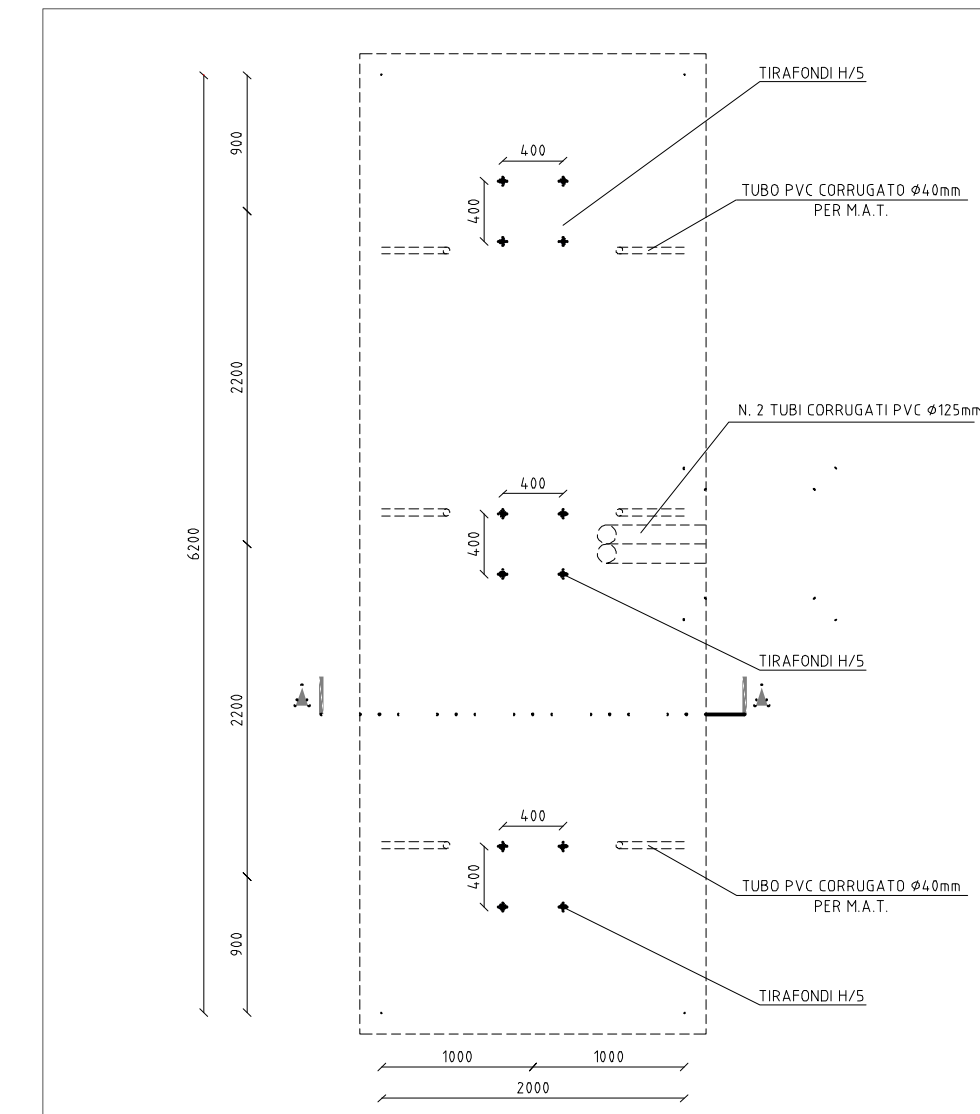 TIRAFONDI H/5
900
400
400
TUBO PVC CORRUGATO Ø40mm
PER M.A.T.
2200
N. 2 TUBI CORRUGATI PVC Ø125mm
400
400
6200
TIRAFONDI H/5
2200
400
400
TUBO PVC CORRUGATO Ø40mm
PER M.A.T.
900
TIRAFONDI H/5
1000
1000
2000